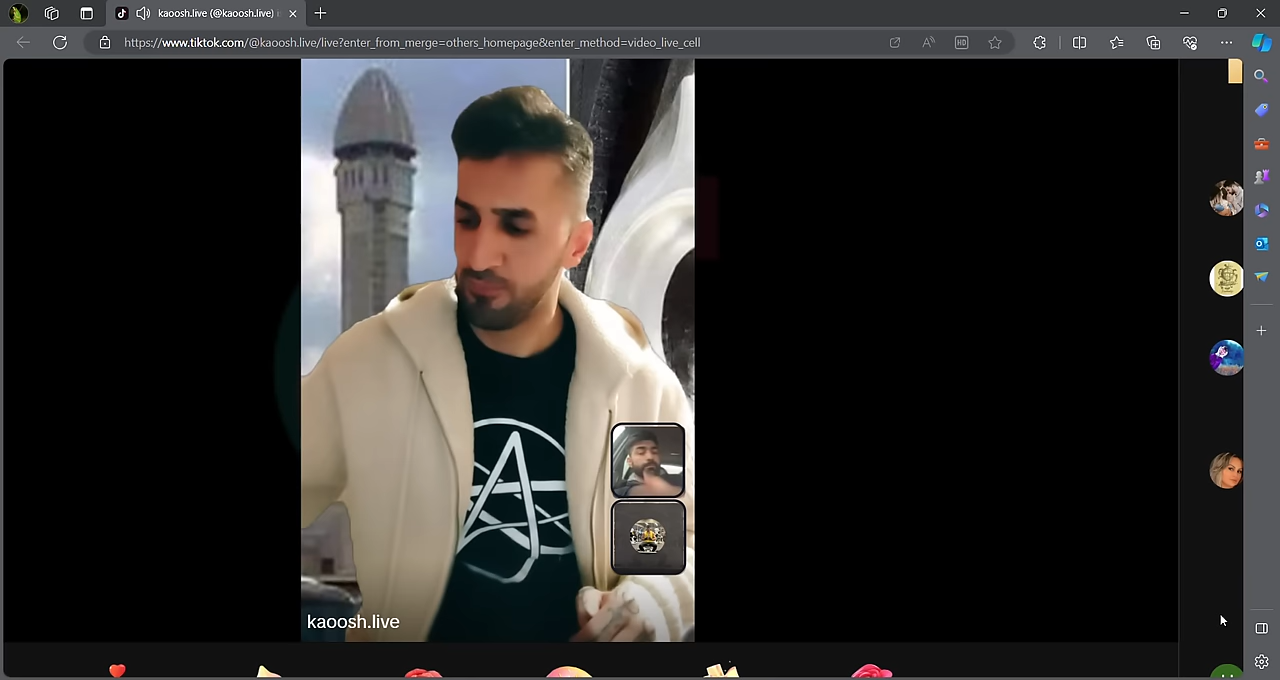 kaoosh.live (@kaoosh.live) i
https://www.tiktok.com/@kaoosh.live/live?enter_from_merge=others_homepage&enter_method=video_live_cell
kaoosh.live